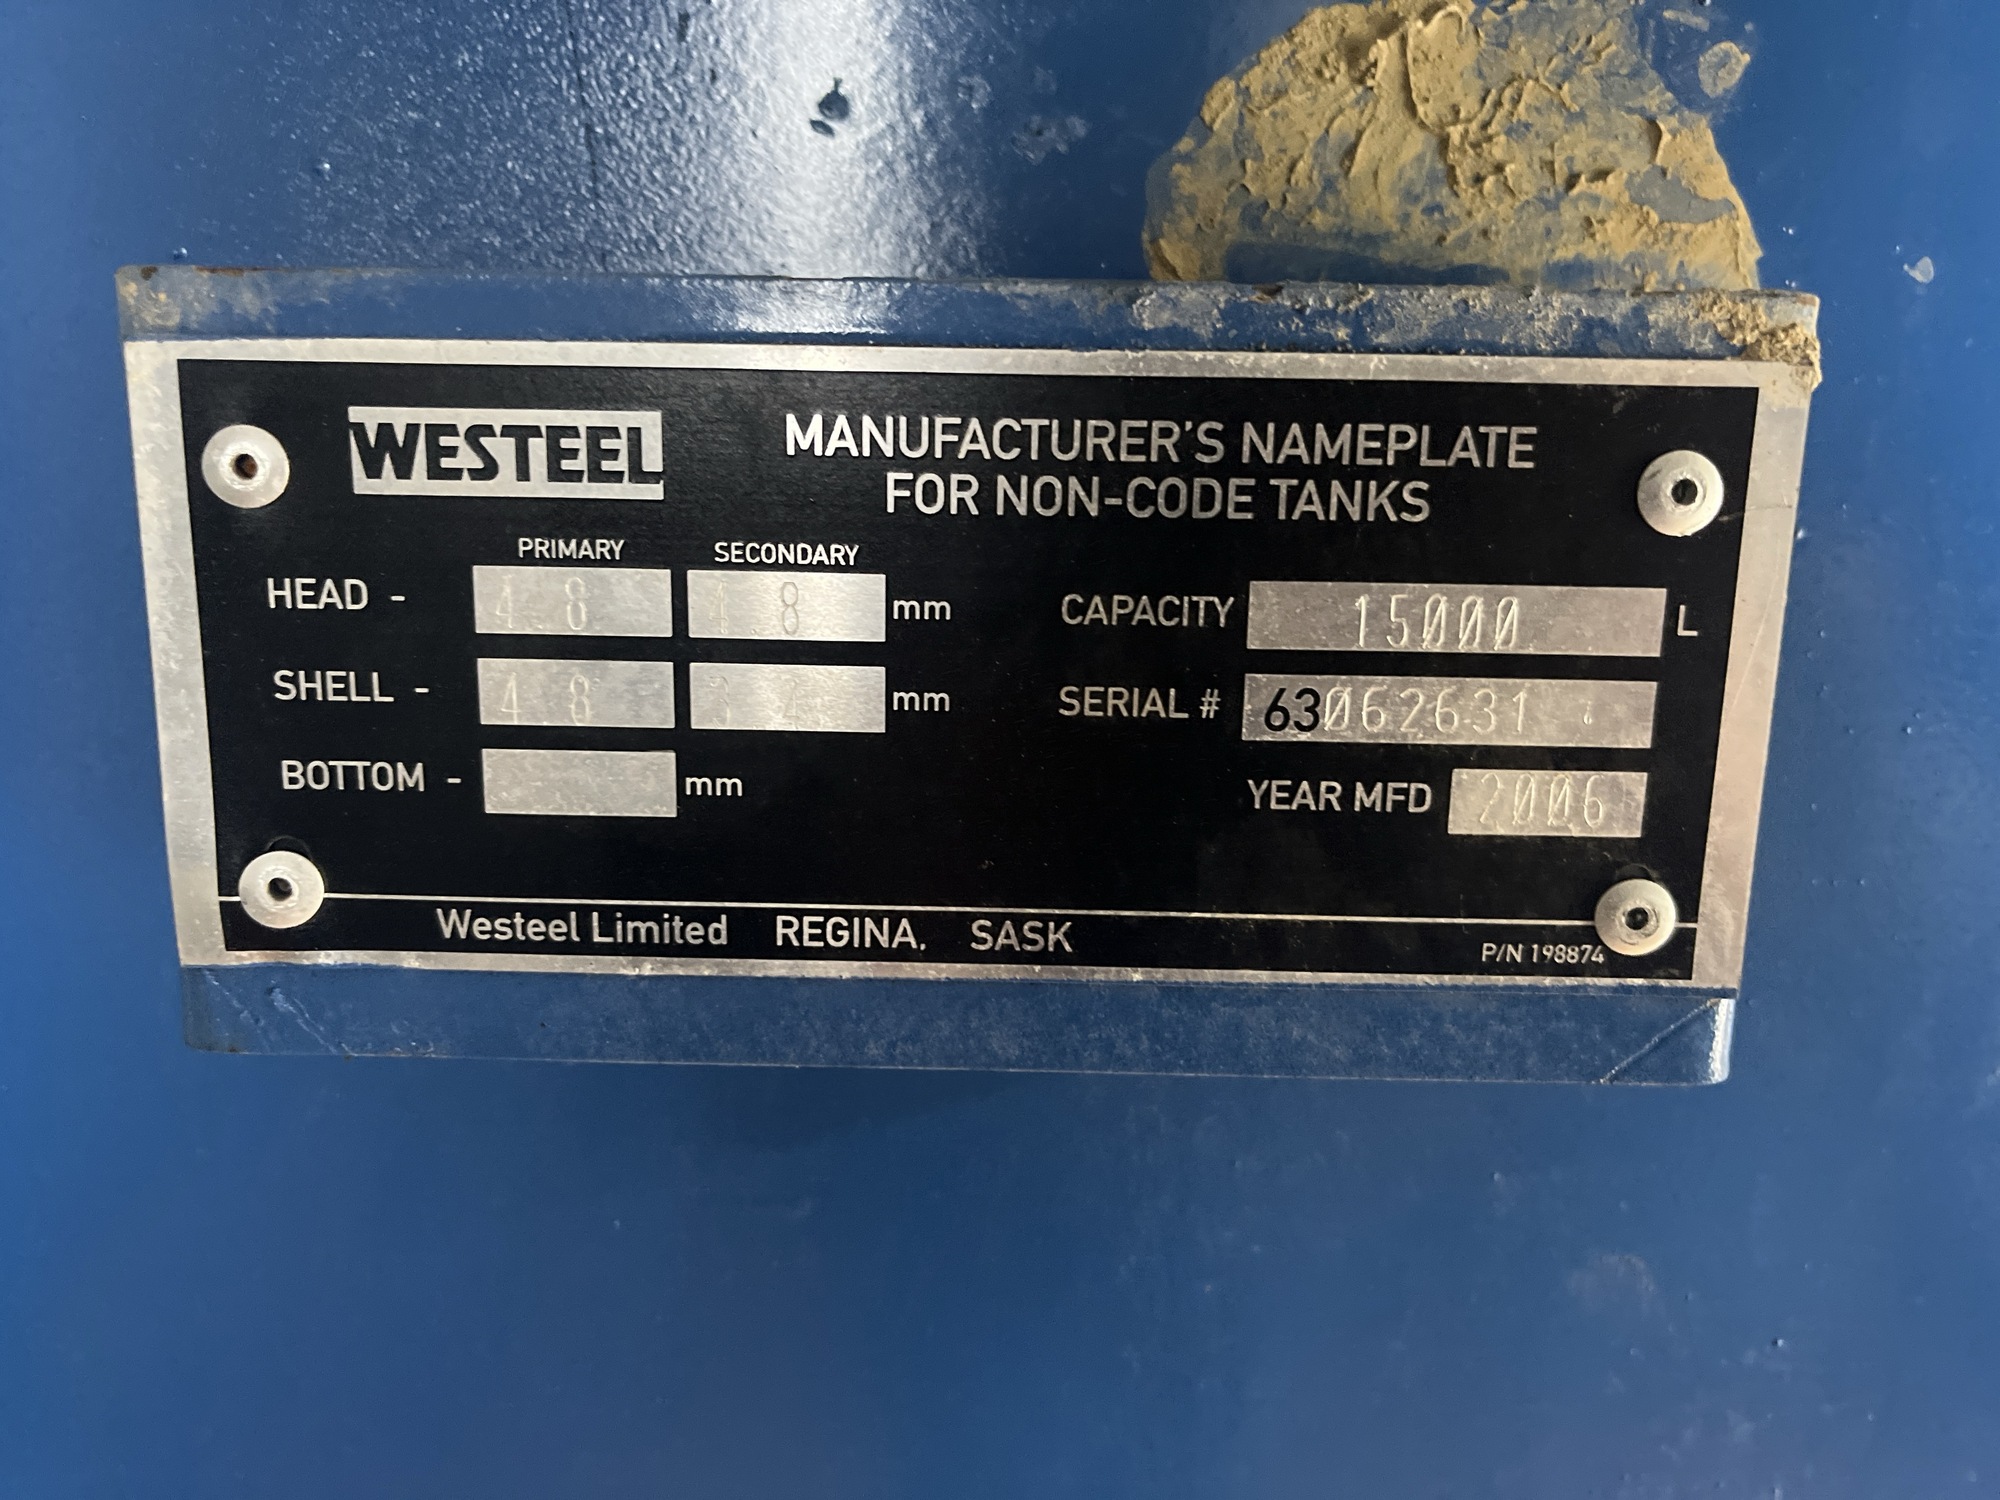 WESTEEL
MANUFACTURER'S NAMEPLATE
FOR NON-CODE TANKS
PRIMARY SECONDARY
HEAD - 4.8 4.8 mm
SHELL - 4.8 mm
BOTTOM - mm
CAPACITY 15000 L
SERIAL # 63062631
YEAR MFD 2006
Westeel Limited REGINA, SASK
P/N 198874